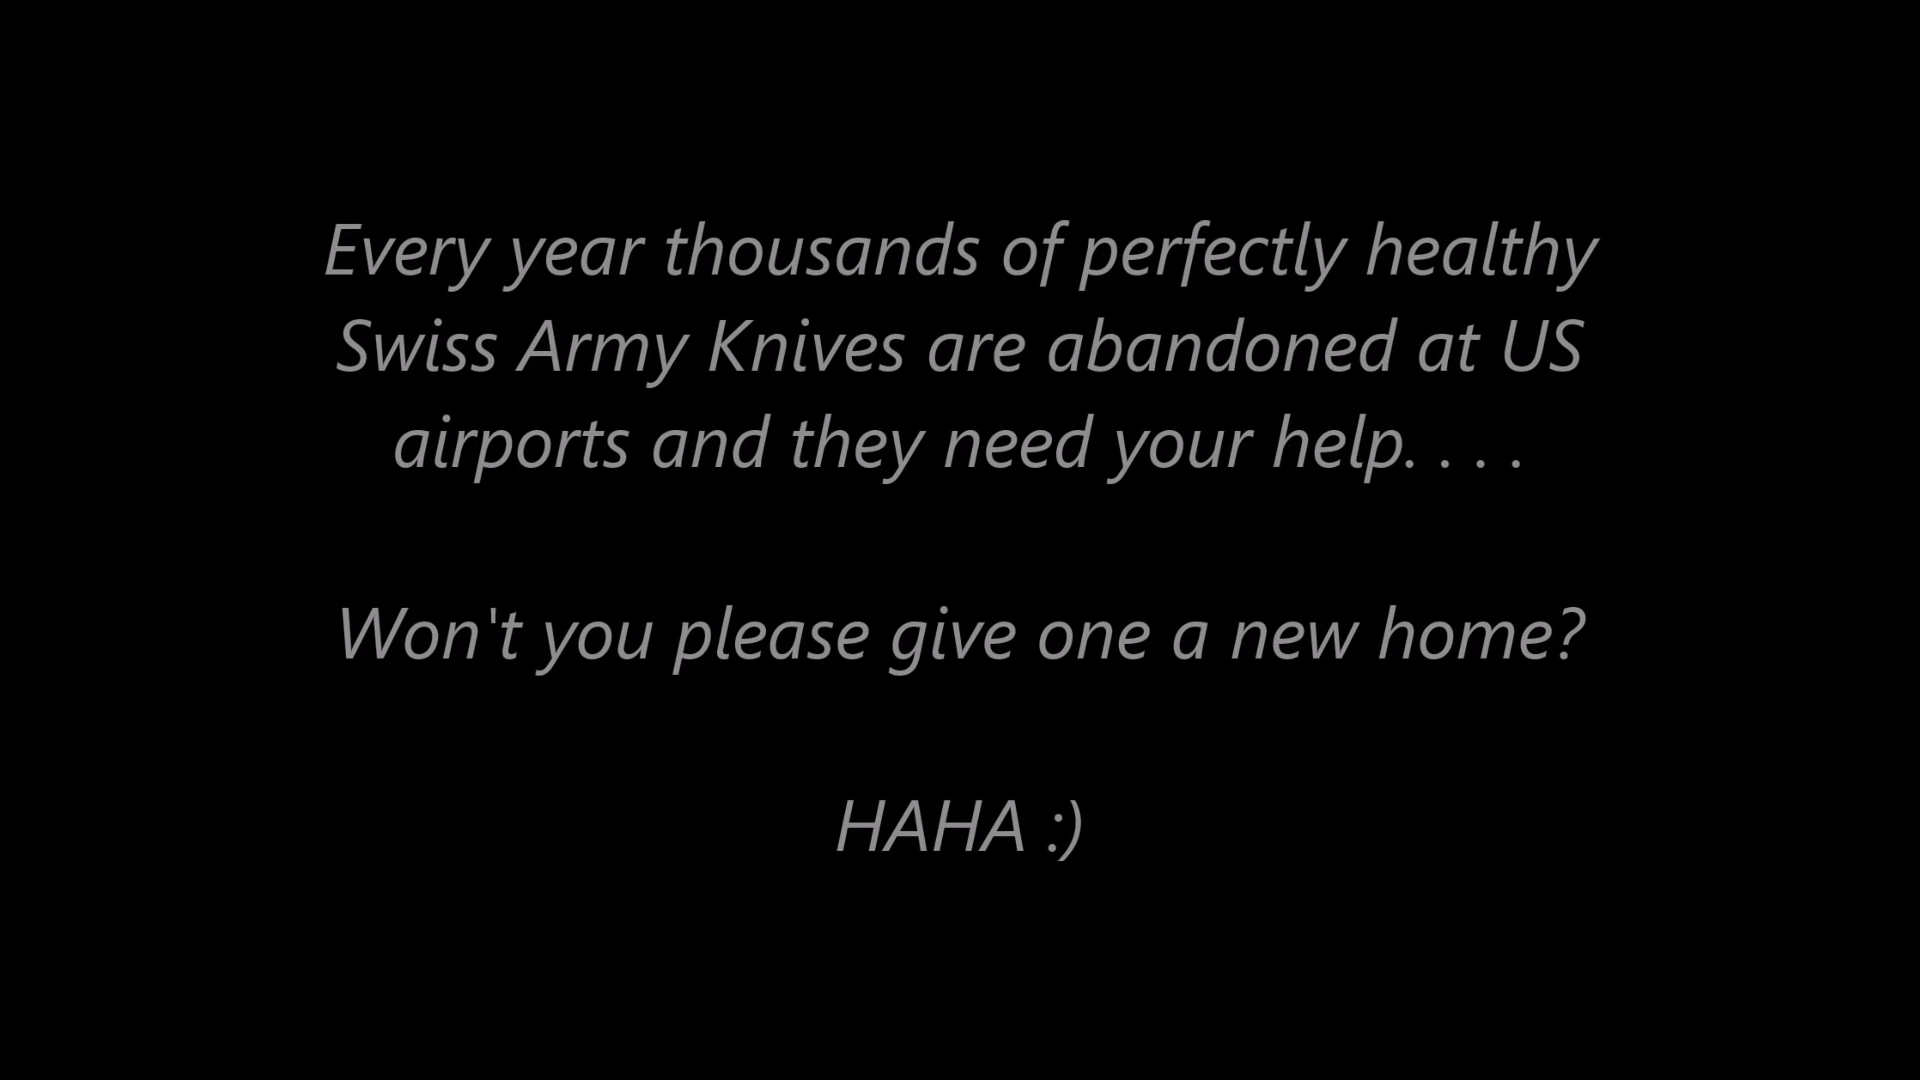 Every year thousands of perfectly healthy
Swiss Army Knives are abandoned at US
airports and they need your help. . . .
Won't you please give one a new home?
HAHA :)